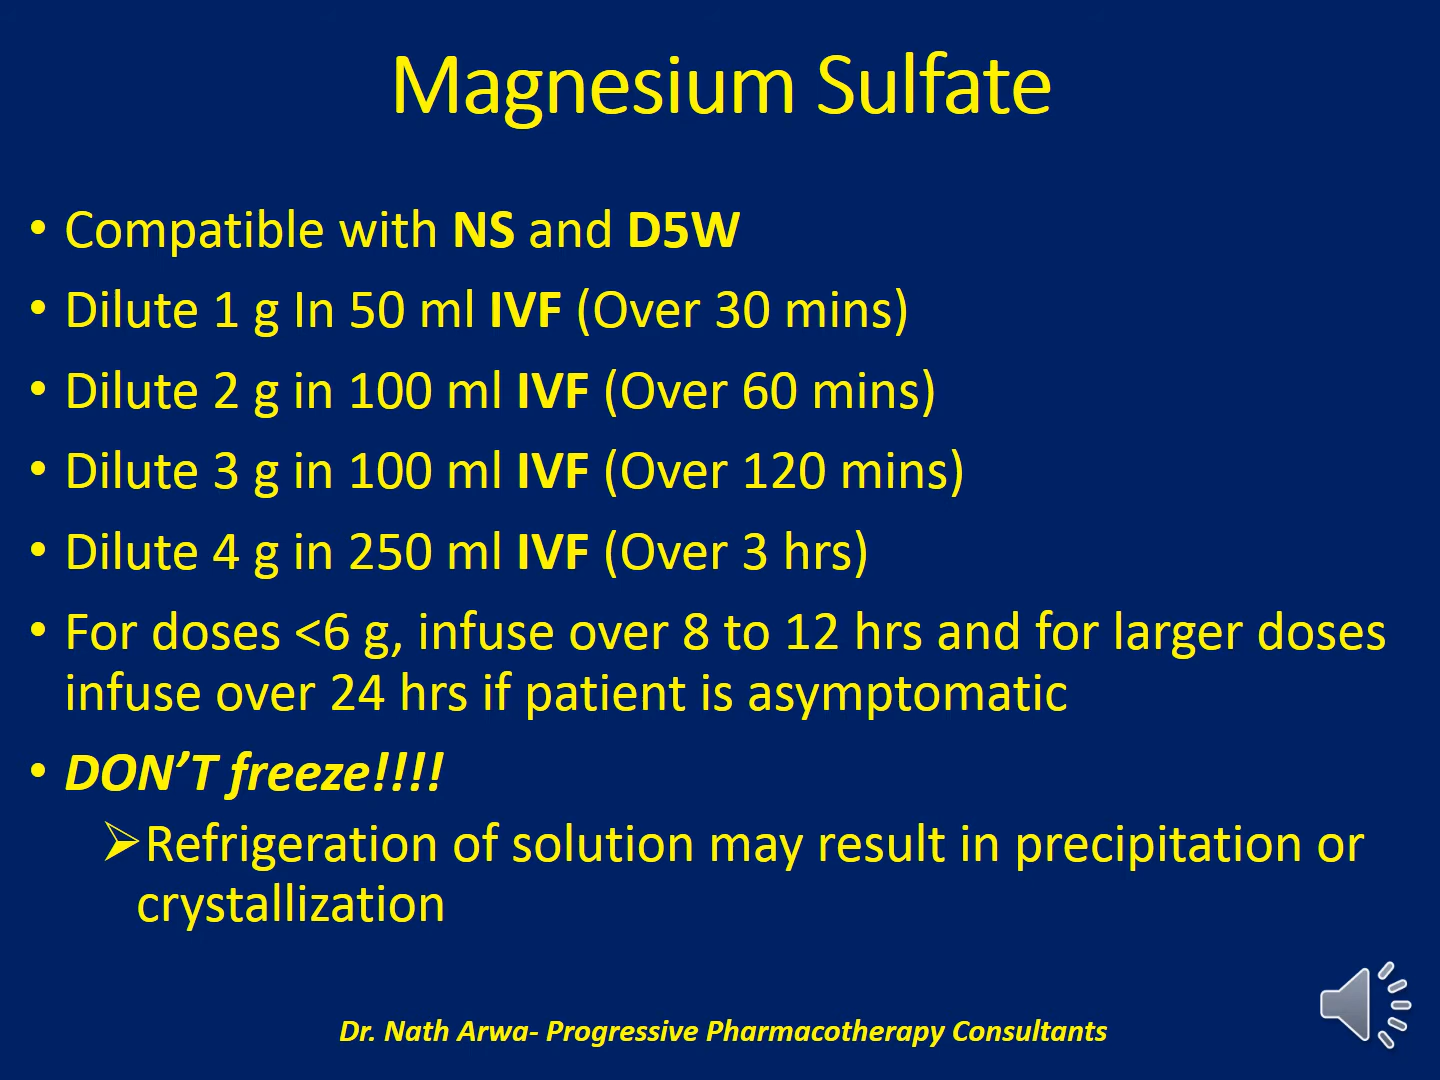 Magnesium Sulfate
• Compatible with NS and D5W
• Dilute 1 g In 50 ml IVF (Over 30 mins)
• Dilute 2 g in 100 ml IVF (Over 60 mins)
• Dilute 3 g in 100 ml IVF (Over 120 mins)
• Dilute 4 g in 250 ml IVF (Over 3 hrs)
• For doses <6 g, infuse over 8 to 12 hrs and for larger doses
infuse over 24 hrs if patient is asymptomatic
• DON’T freeze!!!!
➢Refrigeration of solution may result in precipitation or
crystallization
Dr. Nath Arwa- Progressive Pharmacotherapy Consultants